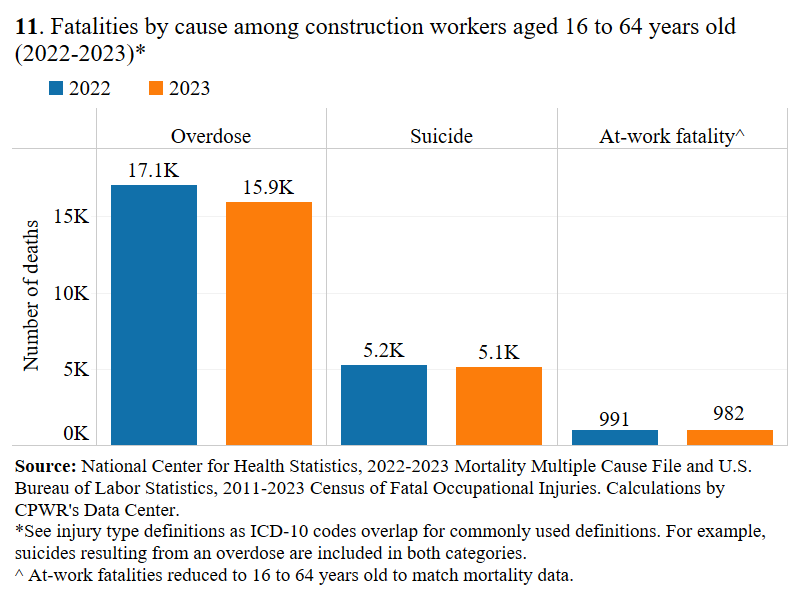 11. Fatalities by cause among construction workers aged 16 to 64 years old
(2022-2023)*
2022 2023
Overdose Suicide At-work fatality^
17.1K
15.9K
15K
Number of deaths
10K
5.2K 5.1K
5K
991 982
0K
Source: National Center for Health Statistics, 2022-2023 Mortality Multiple Cause File and U.S.
Bureau of Labor Statistics, 2011-2023 Census of Fatal Occupational Injuries. Calculations by
CPWR's Data Center.
*See injury type definitions as ICD-10 codes overlap for commonly used definitions. For example,
suicides resulting from an overdose are included in both categories.
^ At-work fatalities reduced to 16 to 64 years old to match mortality data.